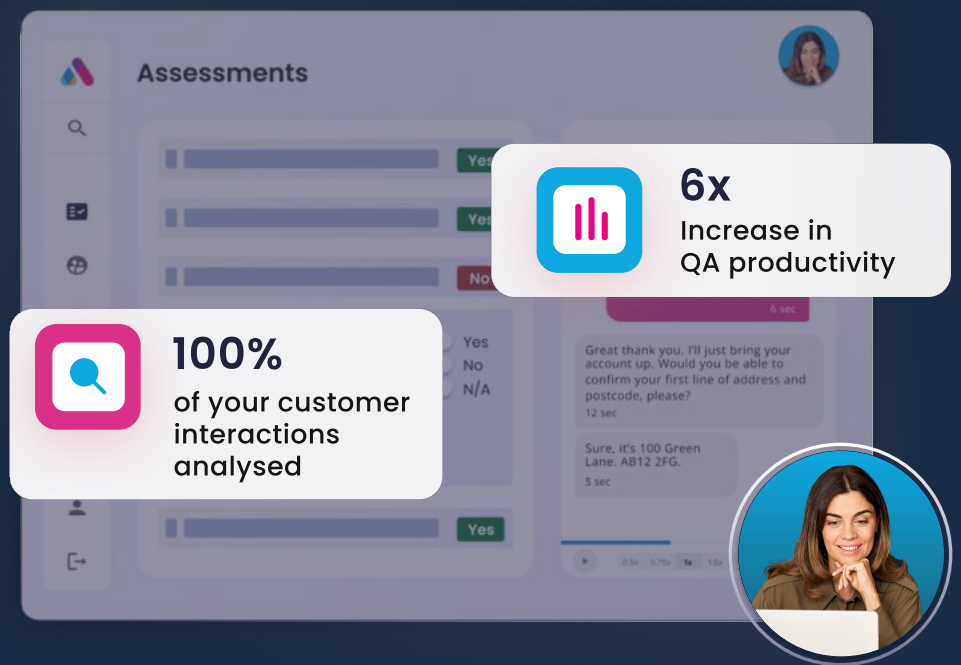 Assessments
Yes
Yes
No
6x
Increase in
QA productivity
6 sec
100%
of your customer
interactions
analysed
Yes
No
N/A
Great thank you. I'll just bring your
account up. Would you be able to
confirm your first line of address and
postcode, please?
12 sec
Sure, it's 100 Green
Lane. AB12 2FG.
5 sec
Yes
0.5x 0.75x 1x 1.5x